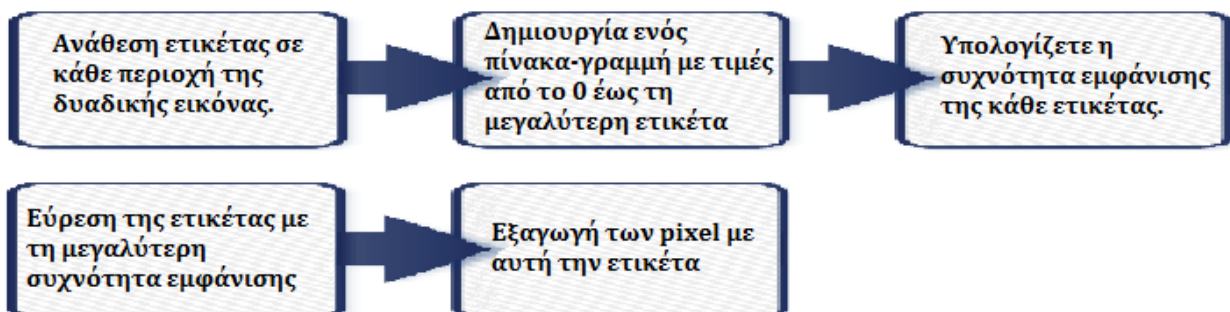 Ανάθεση ετικέτας σε
κάθε περιοχή της
δυαδικής εικόνας.
Δημιουργία ενός
πίνακα-γραμμή με τιμές
από το 0 έως τη
μεγαλύτερη ετικέτα
Υπολογίζετε η
συχνότητα εμφάνισης
της κάθε ετικέτας.
Εύρεση της ετικέτας με
τη μεγαλύτερη
συχνότητα εμφάνισης
Εξαγωγή των pixel με
αυτή την ετικέτα